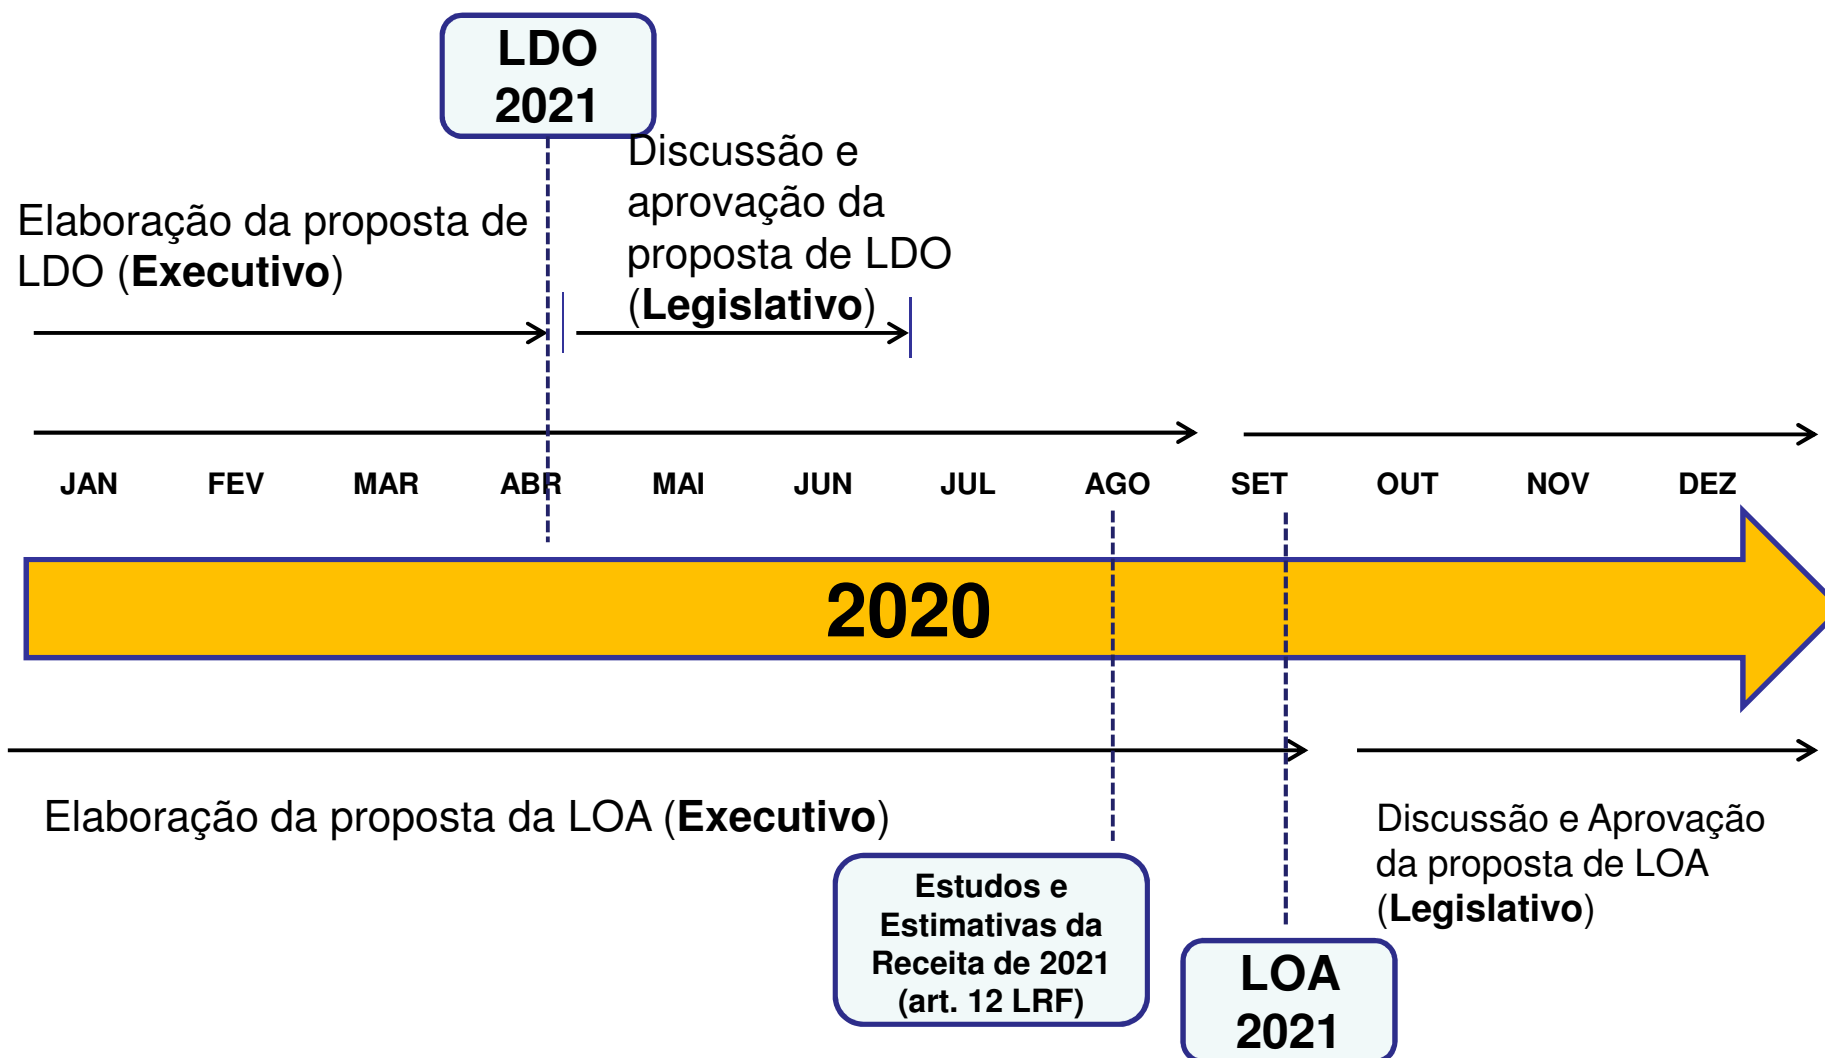 LDO
2021
Discussão e
aprovação da
proposta de LDO
(Legislativo)
Elaboração da proposta de
LDO (Executivo)
JAN FEV MAR ABR MAI JUN JUL AGO SET OUT NOV DEZ
2020
Elaboração da proposta da LOA (Executivo)
Discussão e Aprovação
da proposta de LOA
(Legislativo)
Estudos e
Estimativas da
Receita de 2021
(art. 12 LRF)
LOA
2021